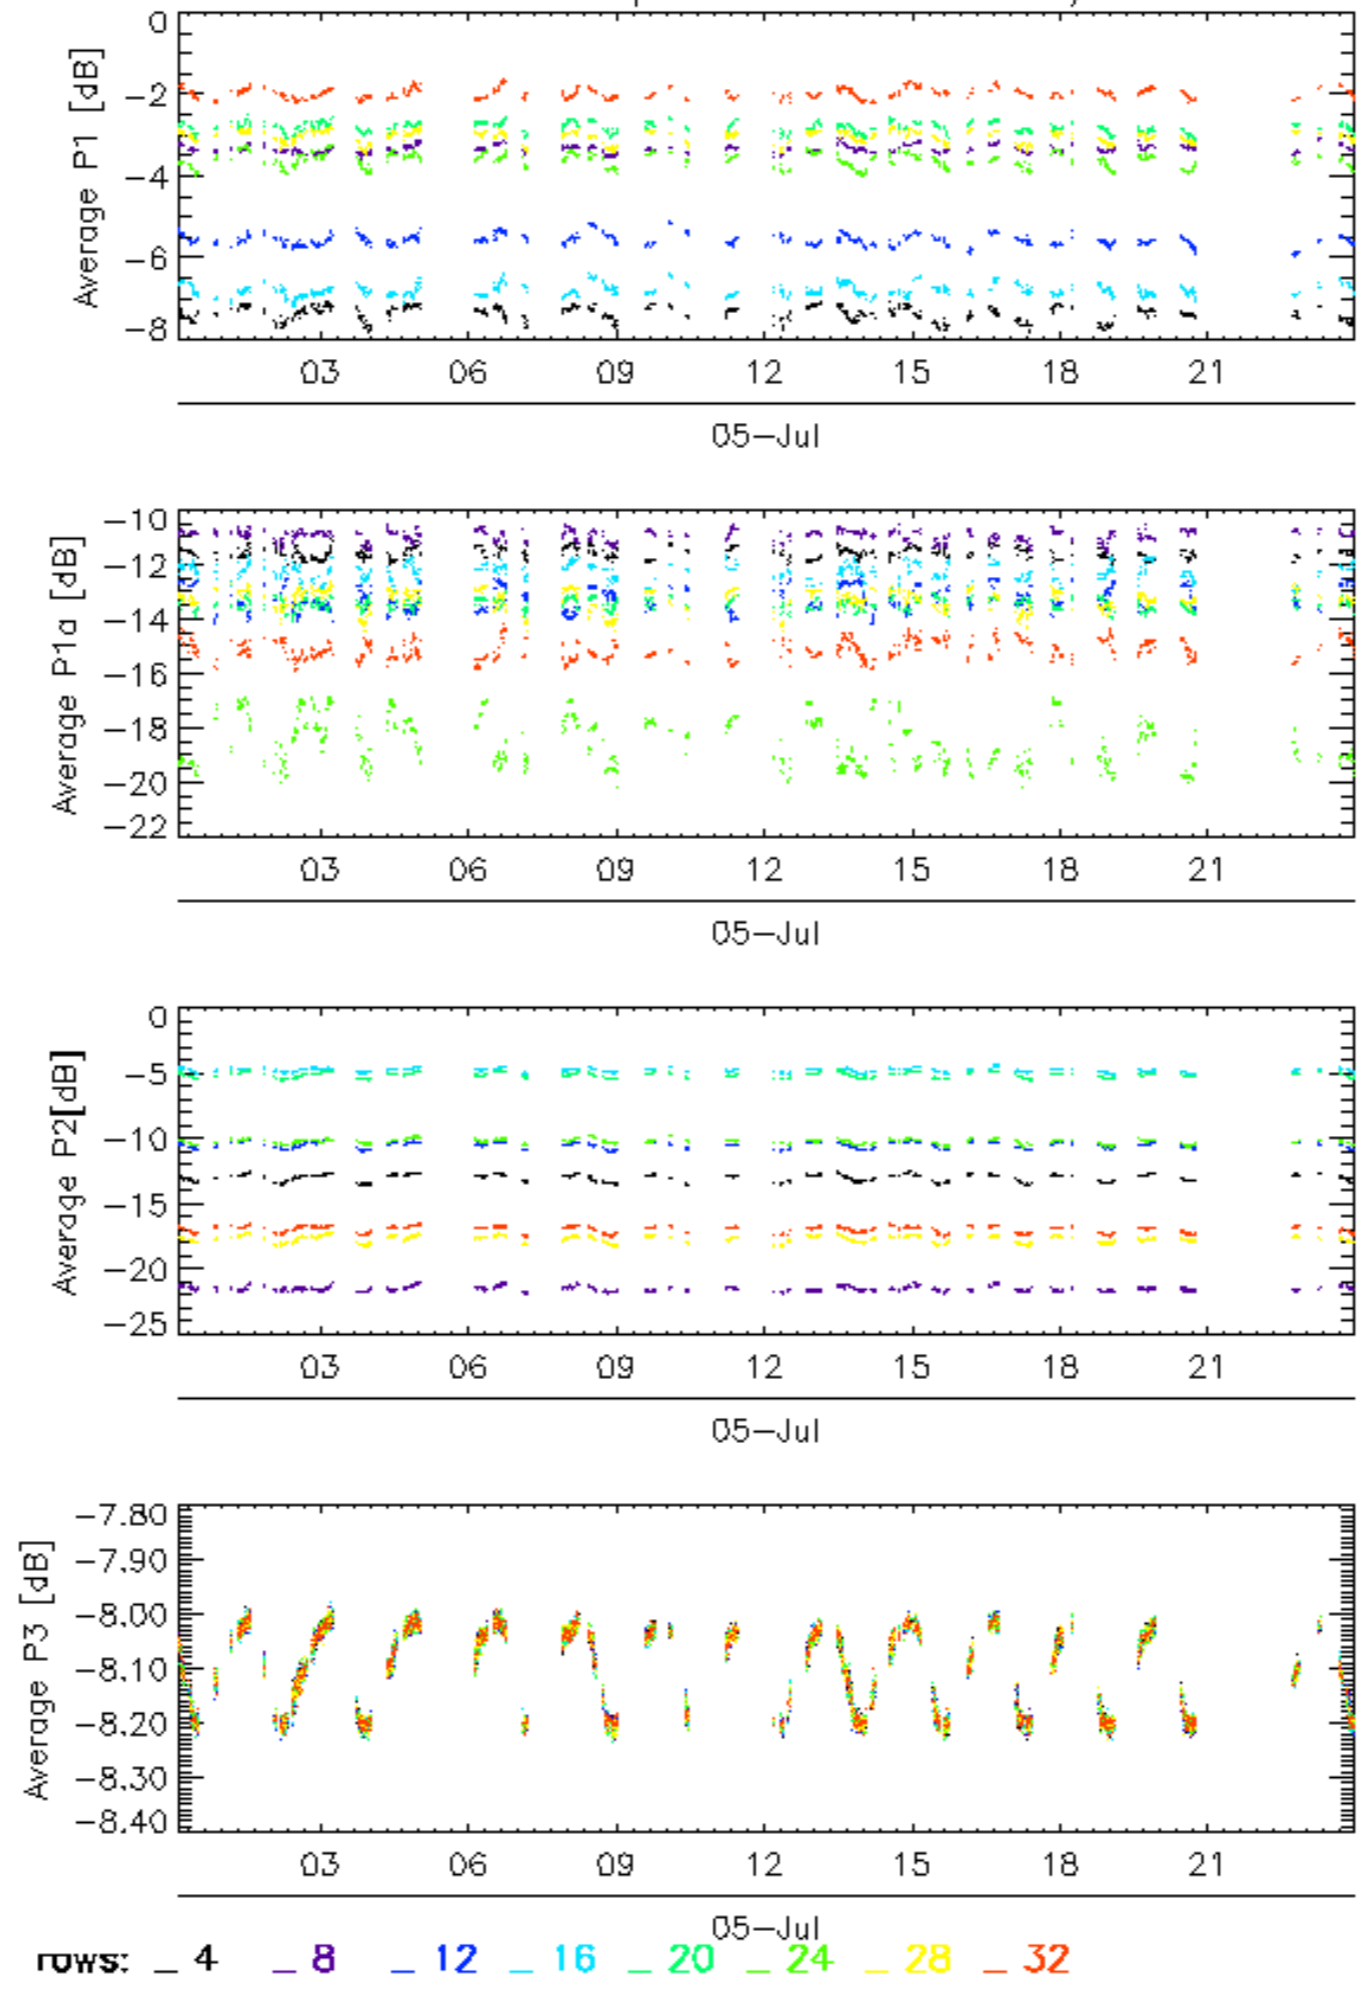 Average P1 [dB]
0
−2
−4
−6
−8
03 06 09 12 15 18 21
05−Jul
Average P1a [dB]
−10
−12
−14
−16
−18
−20
−22
03 06 09 12 15 18 21
05−Jul
Average P2[dB]
0
−5
−10
−15
−20
−25
03 06 09 12 15 18 21
05−Jul
Average P3 [dB]
−7.80
−7.90
−8.00
−8.10
−8.20
−8.30
−8.40
03 06 09 12 15 18 21
05−Jul
rows: _ 4 _ 8 _ 12 _ 16 _ 20 _ 24 _ 28 _ 32